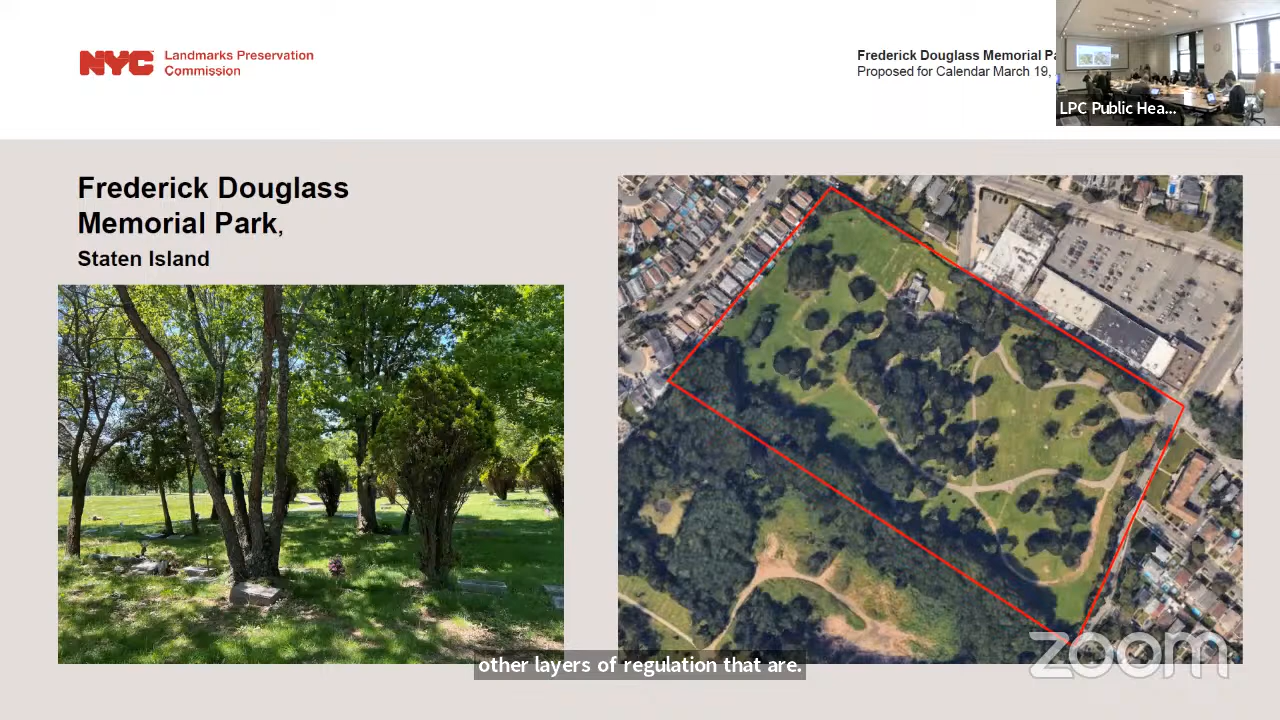 NYC Landmarks Preservation
Commission
Frederick Douglass Memorial Pa
Proposed for Calendar March 19,
LPC Public Hea...
Frederick Douglass
Memorial Park,
Staten Island
other layers of regulation that are.
zoom